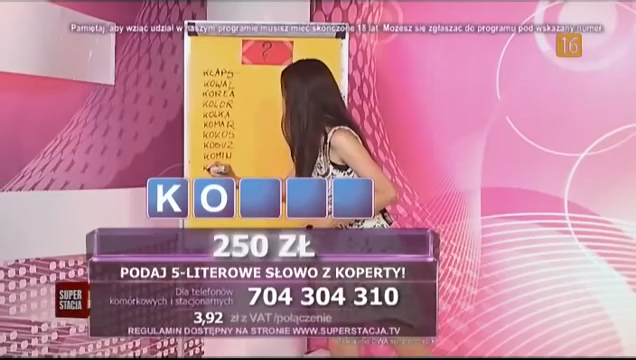 Pamiętaj, aby wziąć udział w naszym programie musisz mieć skończone 18 lat. Możesz się zgłaszać do programu pod wskazany numer.
16
?
KLAPS
KOWAL
KOREA
KOLOR
KOLKA
KOMAR
KOKOS
KOGUZ
KOMIN
K
KO
250 ZŁ
PODAJ 5-LITEROWE SŁOWO Z KOPERTY!
Dla telefonów
komórkowych i stacjonarnych
704 304 310
3,92 zł z VAT /połączenie
REGULAMIN DOSTĘPNY NA STRONIE WWW.SUPERSTACJA.TV
SUPER
STACJA